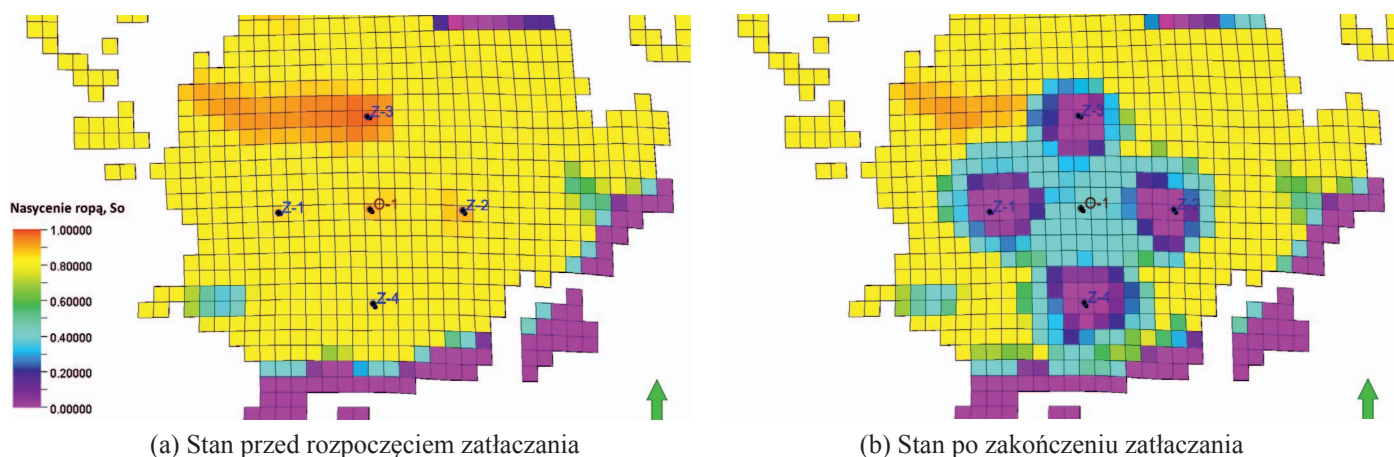 Z-3
Z-1
O-1
Z-2
Z-4
Nasycenie ropą, So
1.00000
0.80000
0.60000
0.40000
0.20000
0.00000
(a) Stan przed rozpoczęciem zatłaczania
Z-3
Z-1
O-1
Z-2
Z-4
(b) Stan po zakończeniu zatłaczania